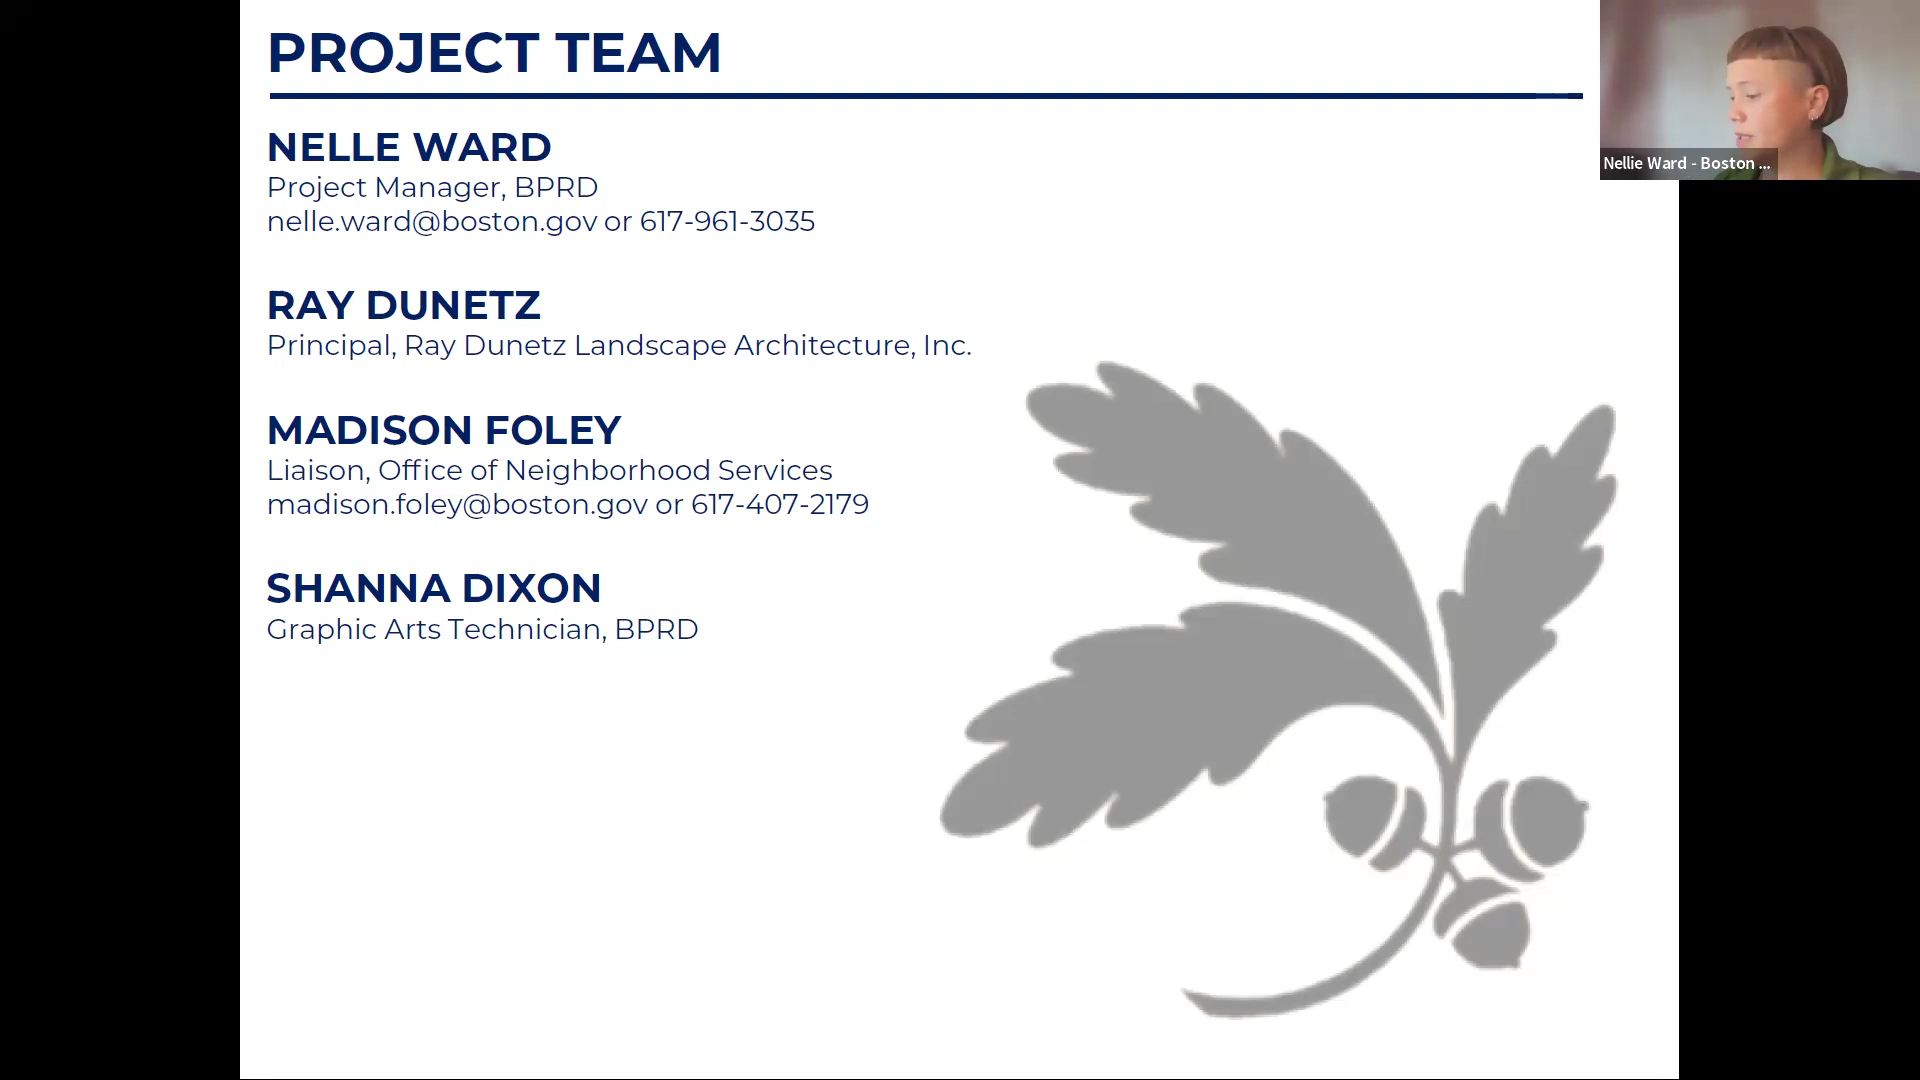 PROJECT TEAM
NELLE WARD
Project Manager, BPRD
nelle.ward@boston.gov or 617-961-3035
RAY DUNETZ
Principal, Ray Dunetz Landscape Architecture, Inc.
MADISON FOLEY
Liaison, Office of Neighborhood Services
madison.foley@boston.gov or 617-407-2179
SHANNA DIXON
Graphic Arts Technician, BPRD
Nellie Ward - Boston ...